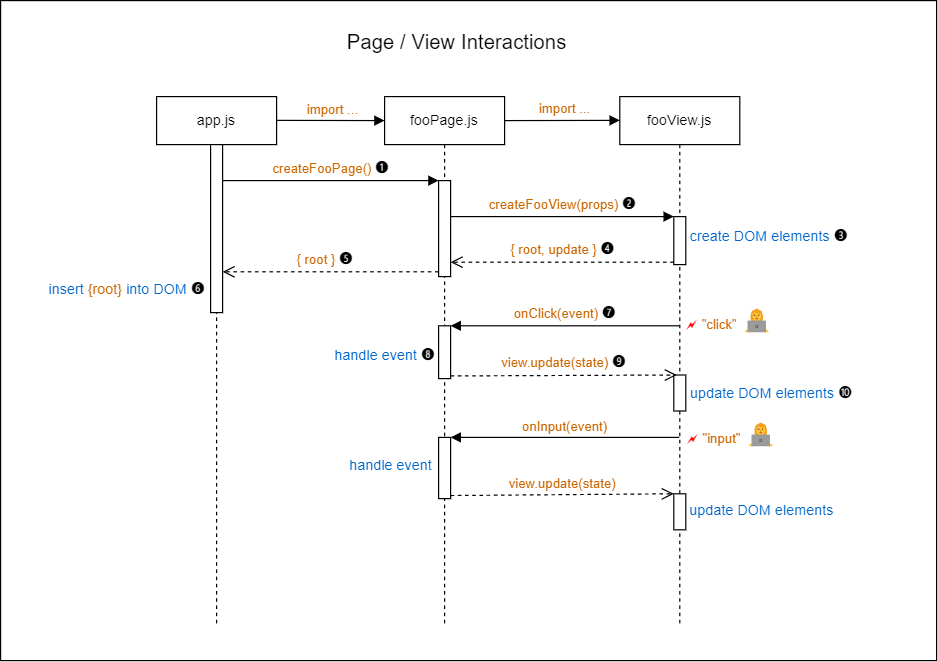 Page / View Interactions
app.js
import ...
fooPage.js
import ...
fooView.js
createFooPage() ❶
createFooView(props) ❷
create DOM elements ❸
{ root, update } ❹
{ root } ❺
insert {root} into DOM ❻
onClick(event) ❼
"click"
handle event ❽
view.update(state) ❾
update DOM elements ❿
onInput(event)
"input"
handle event
view.update(state)
update DOM elements